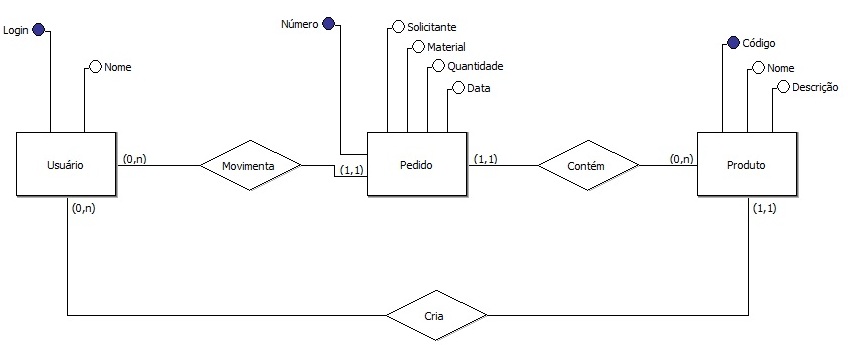 Login
Nome
Número
Solicitante
Material
Quantidade
Data
Código
Nome
Descrição
Usuário
(0,n)
Movimenta
(1,1)
Pedido
(1,1)
Contém
(0,n)
Produto
(0,n)
(1,1)
Cria